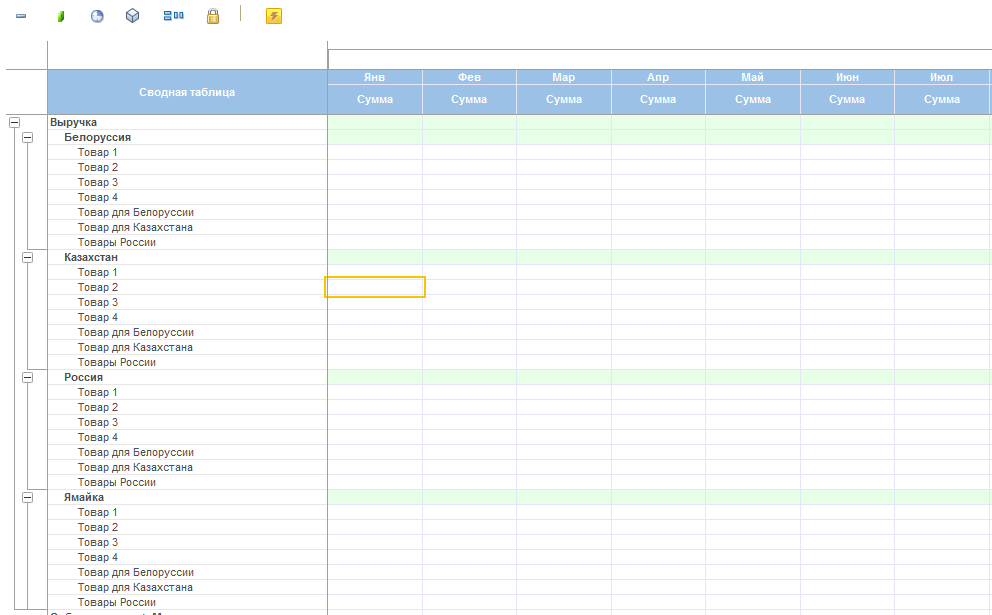 Янв Фев Мар Апр Май Июн Июл
Сводная таблица
Сумма Сумма Сумма Сумма Сумма Сумма Сумма
Выручка
Белоруссия
Товар 1
Товар 2
Товар 3
Товар 4
Товар для Белоруссии
Товар для Казахстана
Товары России
Казахстан
Товар 1
Товар 2
Товар 3
Товар 4
Товар для Белоруссии
Товар для Казахстана
Товары России
Россия
Товар 1
Товар 2
Товар 3
Товар 4
Товар для Белоруссии
Товар для Казахстана
Товары России
Ямайка
Товар 1
Товар 2
Товар 3
Товар 4
Товар для Белоруссии
Товар для Казахстана
Товары России